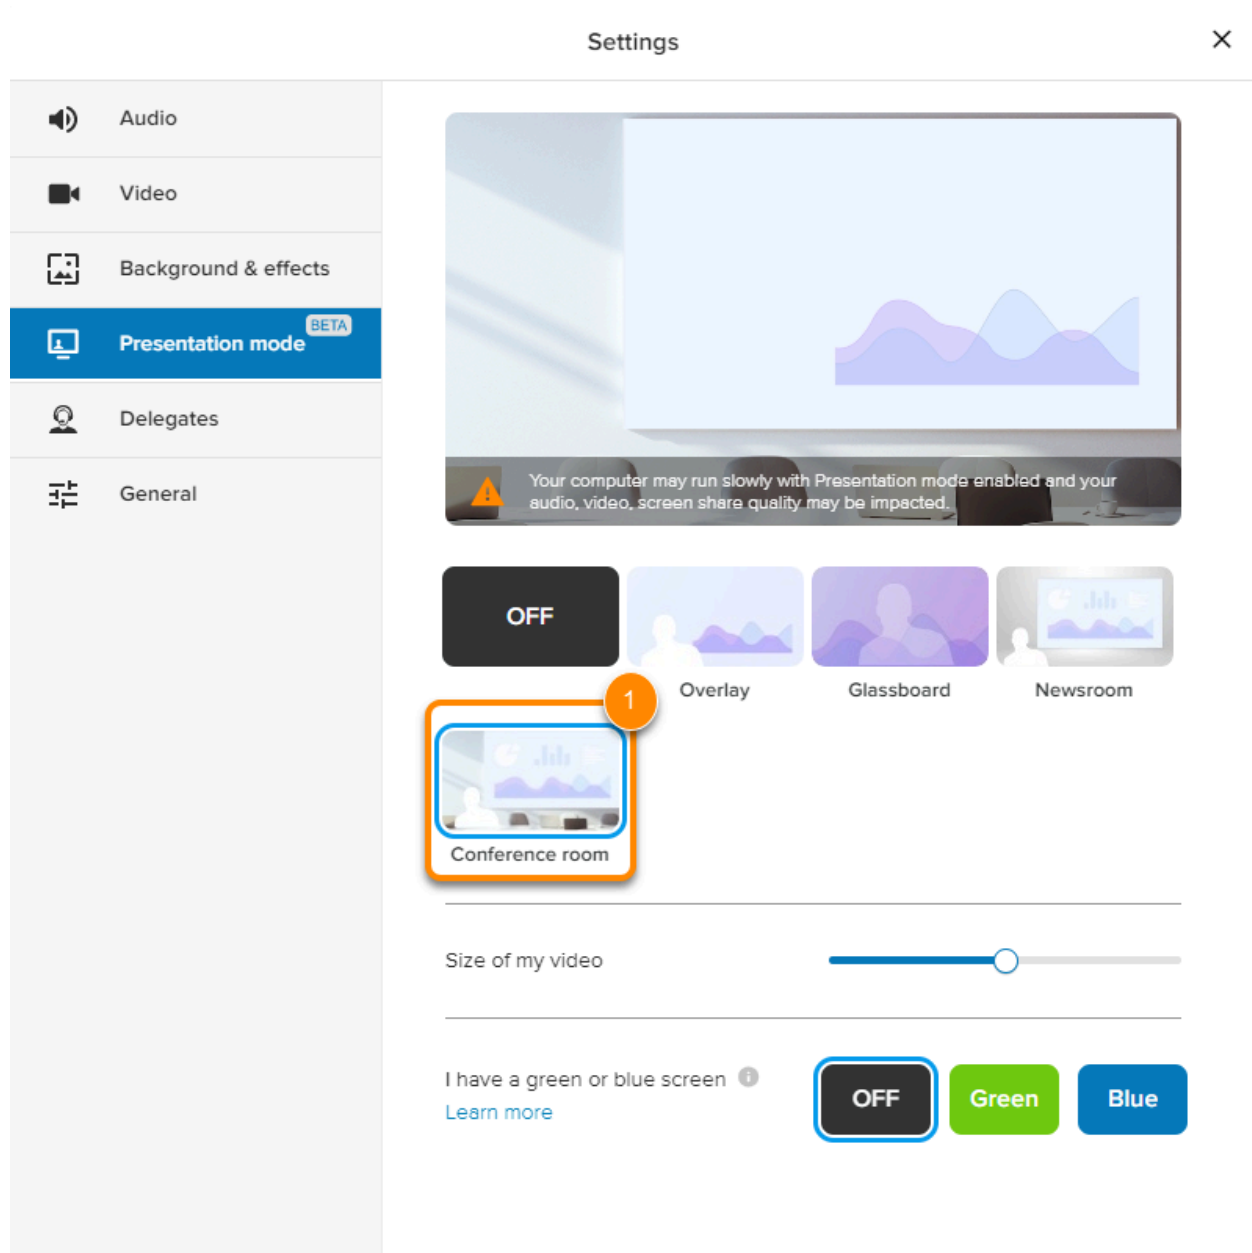 Settings
Audio
Video
Background & effects
Presentation mode
BETA
Delegates
General
Your computer may run slowly with Presentation mode enabled and your
audio, video, screen share quality may be impacted.
OFF
Overlay
Glassboard
Newsroom
1
Conference room
Size of my video
I have a green or blue screen
Learn more
OFF
Green
Blue